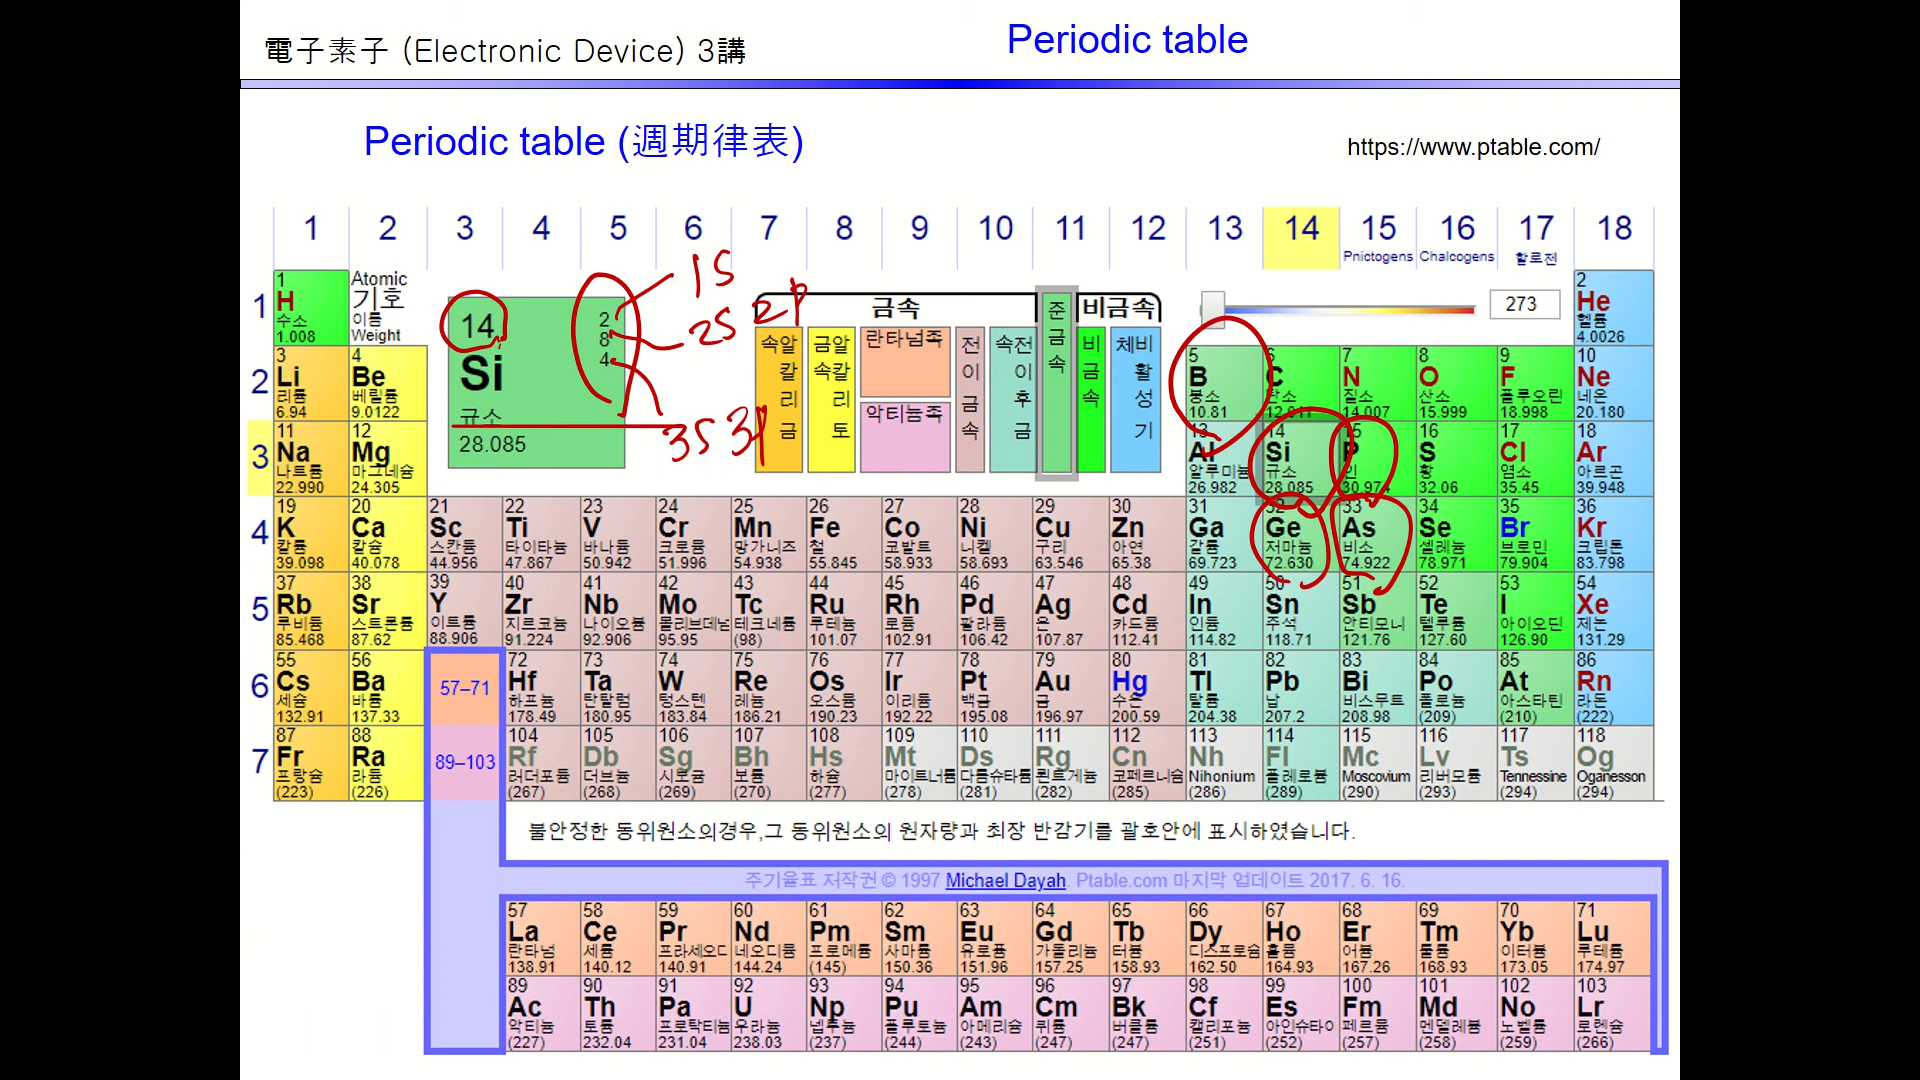 電子素子 (Electronic Device) 3講
Periodic table
Periodic table (週期律表)
https://www.ptable.com/
1 2 3 4 5 6 7 8 9 10 11 12 13 14 15 16 17 18
Pnictogens Chalcogens 할로젠
1
1 H 수소 1.008
Atomic 기호 이름 Weight
14 Si 규소 28.085
2 8 4
1S
2S 2P
3S 3P
금속 준금속 비금속
알칼리금속 알칼리토금속 란타넘족 악티늄족 전이금속 전이후금속 비금속 비활성기체
273
2 He 헬륨 4.0026
2
3 Li 리튬 6.94
4 Be 베릴륨 9.0122
5 B 붕소 10.81
6 C 탄소 12.011
7 N 질소 14.007
8 O 산소 15.999
9 F 플루오린 18.998
10 Ne 네온 20.180
3
11 Na 나트륨 22.990
12 Mg 마그네슘 24.305
13 Al 알루미늄 26.982
14 Si 규소 28.085
15 P 인 30.974
16 S 황 32.06
17 Cl 염소 35.45
18 Ar 아르곤 39.948
4
19 K 칼륨 39.098
20 Ca 칼슘 40.078
21 Sc 스칸듐 44.956
22 Ti 타이타늄 47.867
23 V 바나듐 50.942
24 Cr 크로뮴 51.996
25 Mn 망가니즈 54.938
26 Fe 철 55.845
27 Co 코발트 58.933
28 Ni 니켈 58.693
29 Cu 구리 63.546
30 Zn 아연 65.38
31 Ga 갈륨 69.723
32 Ge 저마늄 72.630
33 As 비소 74.922
34 Se 셀레늄 78.971
35 Br 브로민 79.904
36 Kr 크립톤 83.798
5
37 Rb 루비듐 85.468
38 Sr 스트론튬 87.62
39 Y 이트륨 88.906
40 Zr 지르코늄 91.224
41 Nb 나이오븀 92.906
42 Mo 몰리브데넘 95.95
43 Tc 테크네튬 (98)
44 Ru 루테늄 101.07
45 Rh 로듐 102.91
46 Pd 팔라듐 106.42
47 Ag 은 107.87
48 Cd 카드뮴 112.41
49 In 인듐 114.82
50 Sn 주석 118.71
51 Sb 안티모니 121.76
52 Te 텔루륨 127.60
53 I 아이오딘 126.90
54 Xe 제논 131.29
6
55 Cs 세슘 132.91
56 Ba 바륨 137.33
57–71
72 Hf 하프늄 178.49
73 Ta 탄탈럼 180.95
74 W 텅스텐 183.84
75 Re 레늄 186.21
76 Os 오스뮴 190.23
77 Ir 이리듐 192.22
78 Pt 백금 195.08
79 Au 금 196.97
80 Hg 수은 200.59
81 Tl 탈륨 204.38
82 Pb 납 207.2
83 Bi 비스무트 208.98
84 Po 폴로늄 (209)
85 At 아스타틴 (210)
86 Rn 라돈 (222)
7
87 Fr 프랑슘 (223)
88 Ra 라듐 (226)
89–103
104 Rf 러더포듐 (267)
105 Db 더브늄 (268)
106 Sg 시보귬 (269)
107 Bh 보륨 (270)
108 Hs 하슘 (277)
109 Mt 마이트너륨 (278)
110 Ds 다름슈타튬 (281)
111 Rg 뢴트게늄 (282)
112 Cn 코페르니슘 (285)
113 Nh Nihonium (286)
114 Fl 플레로븀 (289)
115 Mc Moscovium (290)
116 Lv 리버모륨 (293)
117 Ts Tennessine (294)
118 Og Oganesson (294)
불안정한 동위원소의경우,그 동위원소의 원자량과 최장 반감기를 괄호안에 표시하였습니다.
주기율표 저작권 © 1997 Michael Dayah. Ptable.com 마지막 업데이트 2017. 6. 16.
57 La 란타넘 138.91
58 Ce 세륨 140.12
59 Pr 프라세오디 140.91
60 Nd 네오디뮴 144.24
61 Pm 프로메튬 (145)
62 Sm 사마륨 150.36
63 Eu 유로퓸 151.96
64 Gd 가돌리늄 157.25
65 Tb 터븀 158.93
66 Dy 디스프로슘 162.50
67 Ho 홀뮴 164.93
68 Er 어븀 167.26
69 Tm 툴륨 168.93
70 Yb 이터븀 173.05
71 Lu 루테튬 174.97
89 Ac 악티늄 (227)
90 Th 토륨 232.04
91 Pa 프로탁티늄 231.04
92 U 우라늄 238.03
93 Np 넵투늄 (237)
94 Pu 플루토늄 (244)
95 Am 아메리슘 (243)
96 Cm 퀴륨 (247)
97 Bk 버클륨 (247)
98 Cf 캘리포늄 (251)
99 Es 아인슈타이 (252)
100 Fm 페르뮴 (257)
101 Md 멘델레븀 (258)
102 No 노벨륨 (259)
103 Lr 로렌슘 (266)